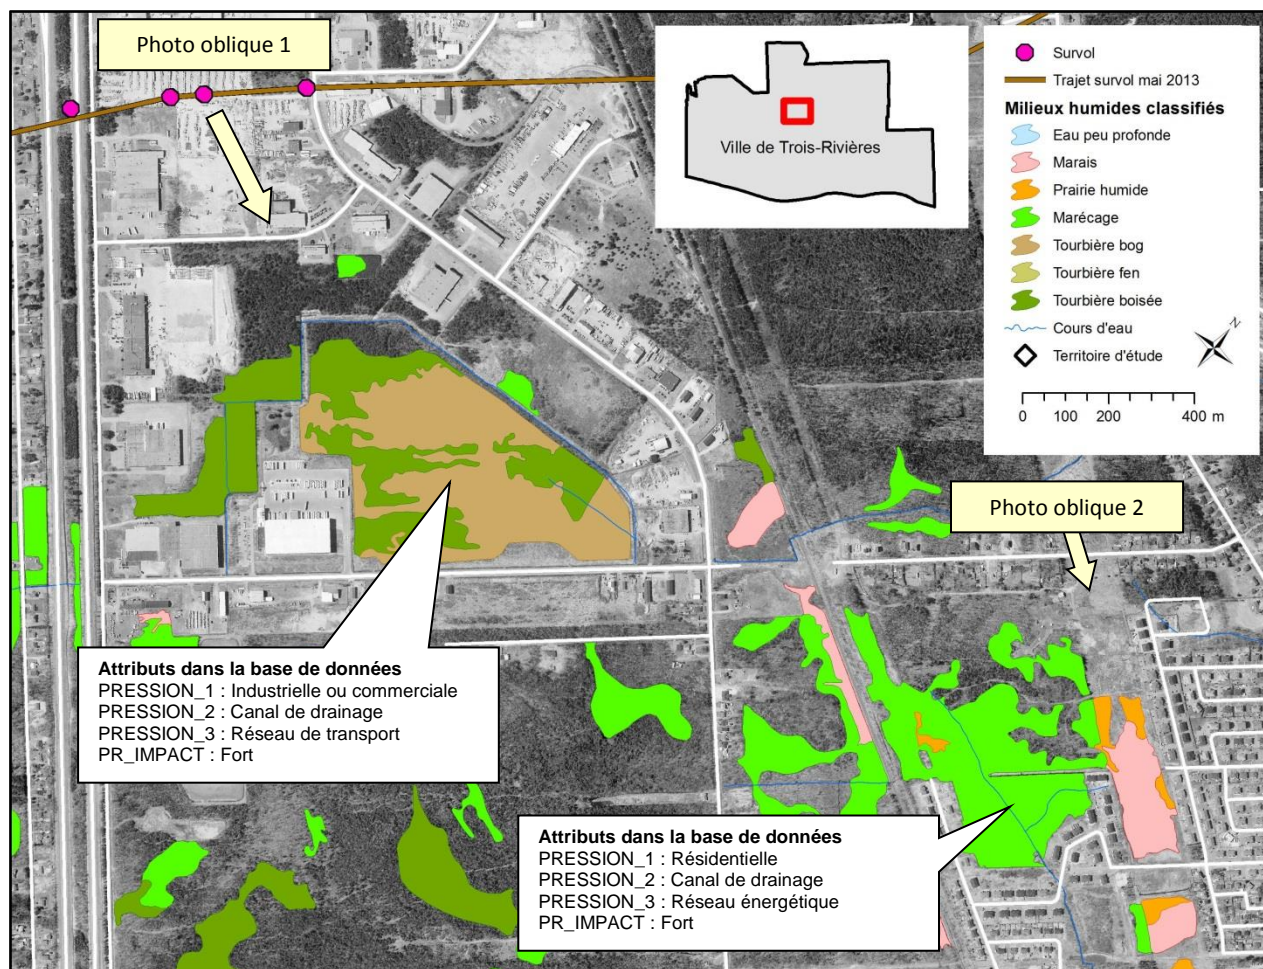 Photo oblique 1
Ville de Trois-Rivières
Survol
Trajet survol mai 2013
Milieux humides classifiés
Eau peu profonde
Marais
Prairie humide
Marécage
Tourbière bog
Tourbière fen
Tourbière boisée
Cours d'eau
Territoire d'étude
N
0 100 200 400 m
Photo oblique 2
Attributs dans la base de données
PRESSION_1 : Industrielle ou commerciale
PRESSION_2 : Canal de drainage
PRESSION_3 : Réseau de transport
PR_IMPACT : Fort
Attributs dans la base de données
PRESSION_1 : Résidentielle
PRESSION_2 : Canal de drainage
PRESSION_3 : Réseau énergétique
PR_IMPACT : Fort